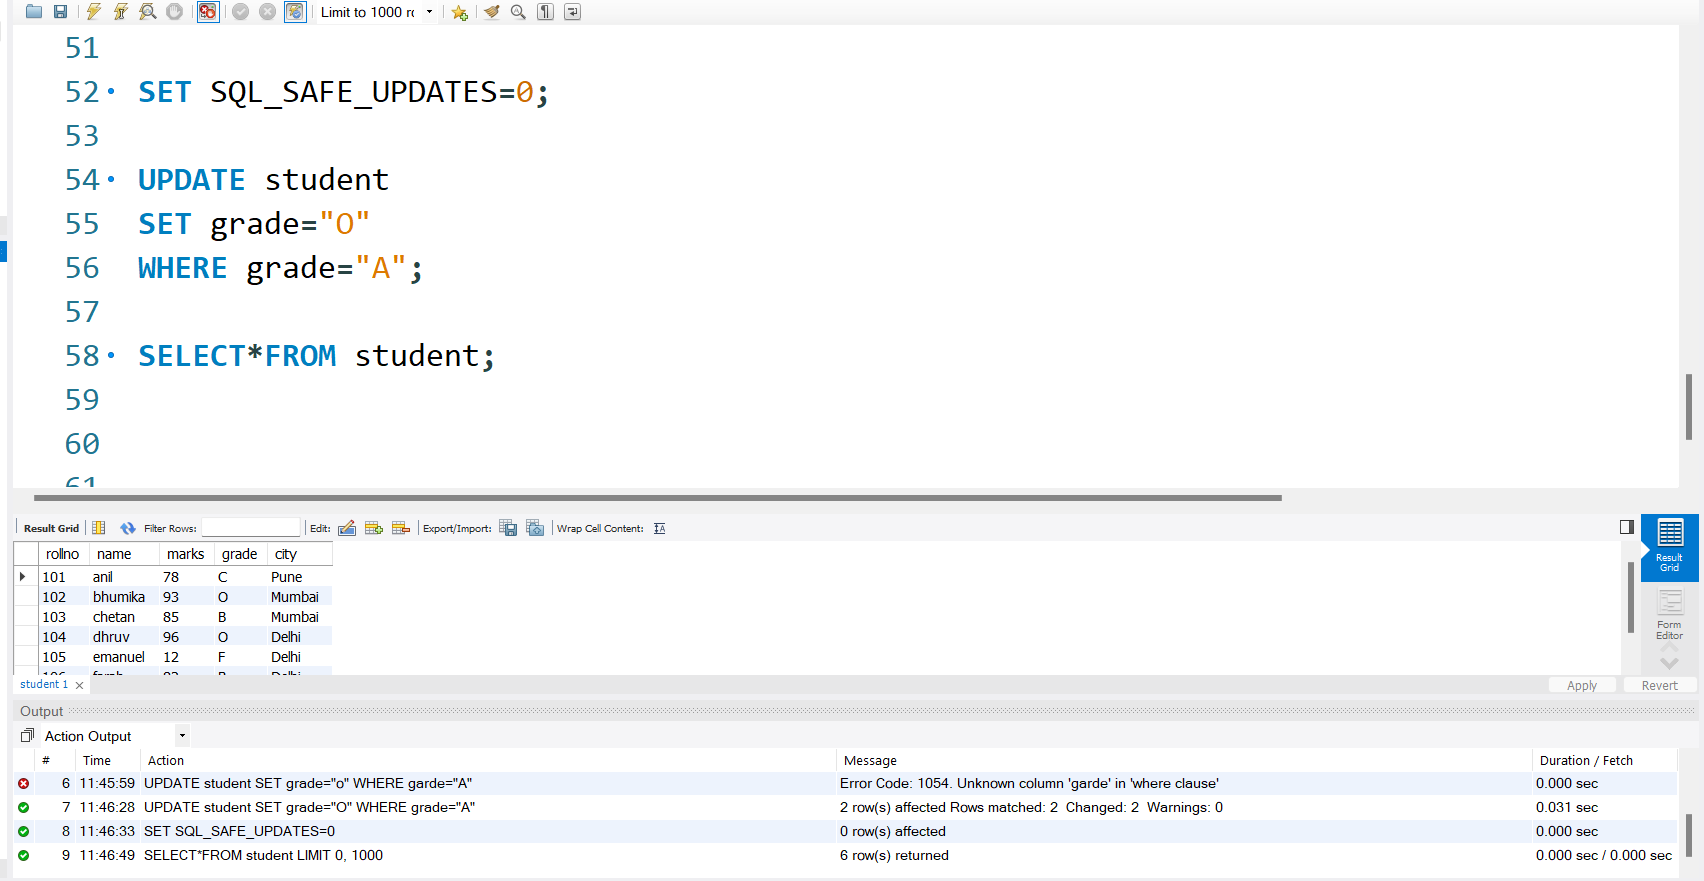 Limit to 1000 rc
51
52 SET SQL_SAFE_UPDATES=0;
53
54 UPDATE student
55 SET grade="O"
56 WHERE grade="A";
57
58 SELECT*FROM student;
59
60
61
Result Grid Filter Rows: Edit: Export/Import: Wrap Cell Content:
rollno name marks grade city
101 anil 78 C Pune
102 bhumika 93 O Mumbai
103 chetan 85 B Mumbai
104 dhruv 96 O Delhi
105 emanuel 12 F Delhi
Result Grid
Form Editor
student 1
Apply Revert
Output
Action Output
# Time Action Message Duration / Fetch
6 11:45:59 UPDATE student SET grade="o" WHERE garde="A" Error Code: 1054. Unknown column 'garde' in 'where clause' 0.000 sec
7 11:46:28 UPDATE student SET grade="O" WHERE grade="A" 2 row(s) affected Rows matched: 2 Changed: 2 Warnings: 0 0.031 sec
8 11:46:33 SET SQL_SAFE_UPDATES=0 0 row(s) affected 0.000 sec
9 11:46:49 SELECT*FROM student LIMIT 0, 1000 6 row(s) returned 0.000 sec / 0.000 sec